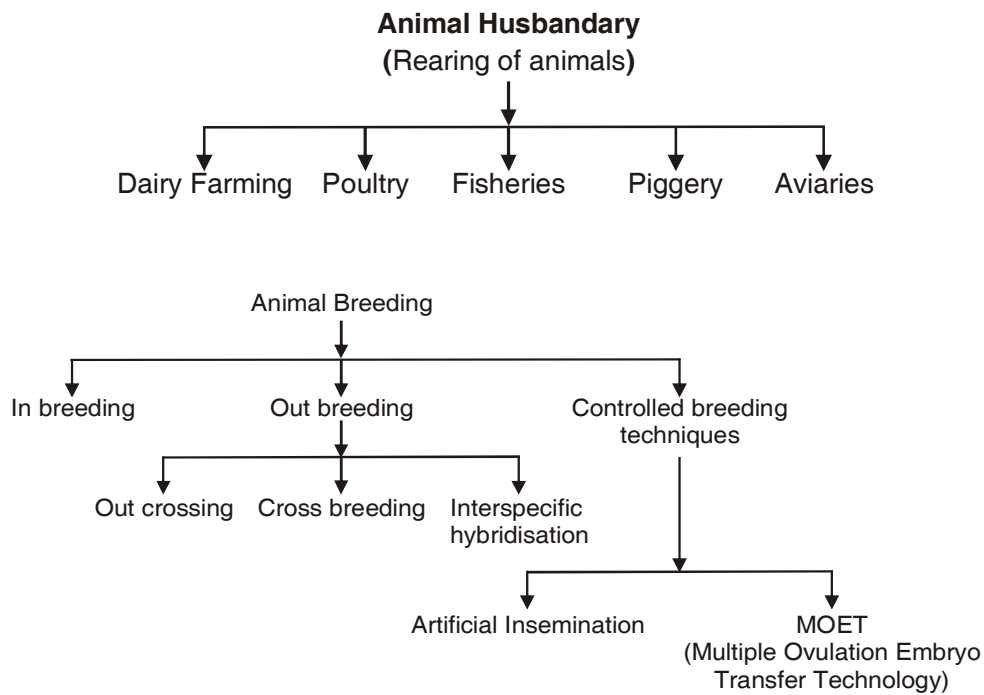 Animal Husbandary
(Rearing of animals)
Dairy Farming Poultry Fisheries Piggery Aviaries
Animal Breeding
In breeding Out breeding Controlled breeding
techniques
Out crossing Cross breeding Interspecific
hybridisation
Artificial Insemination MOET
(Multiple Ovulation Embryo
Transfer Technology)